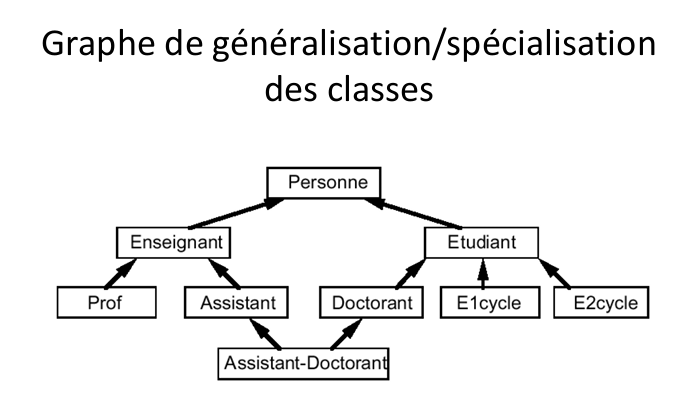 Graphe de généralisation/spécialisation
des classes
Personne
Enseignant
Etudiant
Prof
Assistant
Doctorant
E1cycle
E2cycle
Assistant-Doctorant